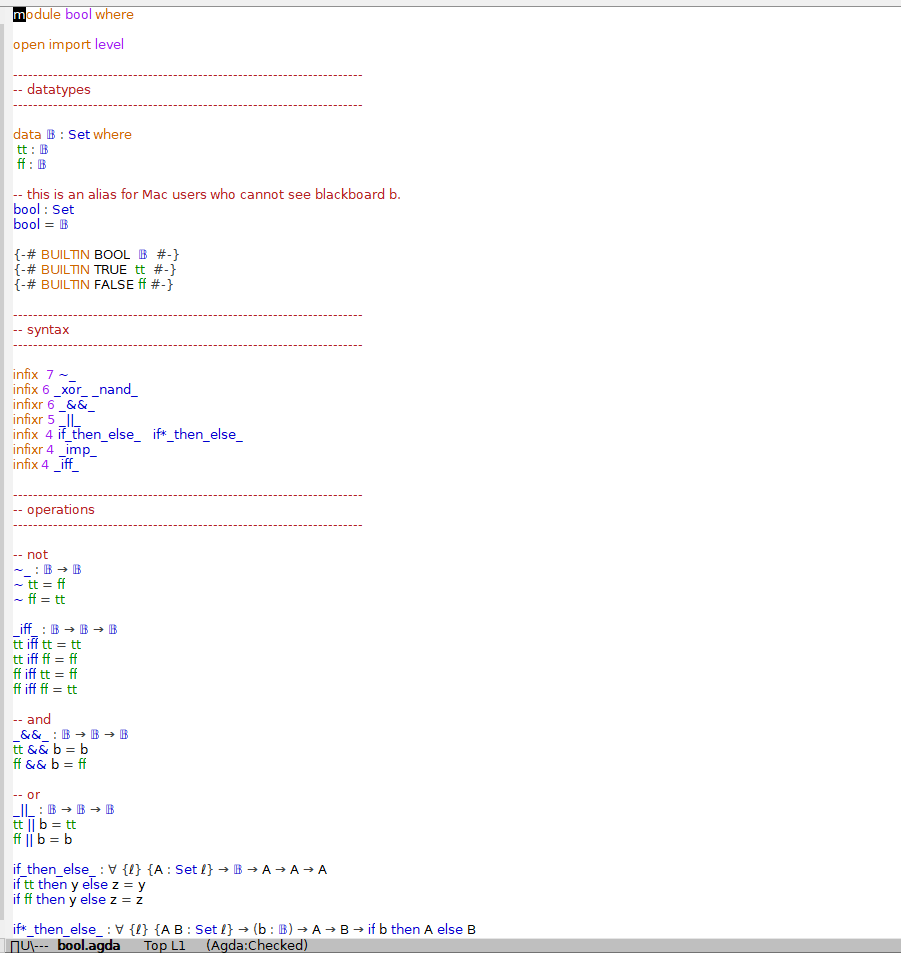 module bool where
open import level
----------------------------------------------------------------------
-- datatypes
----------------------------------------------------------------------
data 𝔹 : Set where
 tt : 𝔹
 ff : 𝔹
-- this is an alias for Mac users who cannot see blackboard b.
bool : Set
bool = 𝔹
{-# BUILTIN BOOL  𝔹  #-}
{-# BUILTIN TRUE  tt  #-}
{-# BUILTIN FALSE ff #-}
----------------------------------------------------------------------
-- syntax
----------------------------------------------------------------------
infix  7 ~_
infix 6 _xor_ _nand_
infixr 6 _&&_
infixr 5 _||_
infix  4 if_then_else_   if*_then_else_
infixr 4 _imp_
infix 4 _iff_
----------------------------------------------------------------------
-- operations
----------------------------------------------------------------------
-- not
~_ : 𝔹 → 𝔹
~ tt = ff
~ ff = tt
_iff_ : 𝔹 → 𝔹 → 𝔹
tt iff tt = tt
tt iff ff = ff
ff iff tt = ff
ff iff ff = tt
-- and
_&&_ : 𝔹 → 𝔹 → 𝔹
tt && b = b
ff && b = ff
-- or
_||_ : 𝔹 → 𝔹 → 𝔹
tt || b = tt
ff || b = b
if_then_else_ : ∀ {ℓ} {A : Set ℓ} → 𝔹 → A → A → A
if tt then y else z = y
if ff then y else z = z
if*_then_else_ : ∀ {ℓ} {A B : Set ℓ} → (b : 𝔹) → A → B → if b then A else B
∏U\--- bool.agda Top L1 (Agda:Checked)